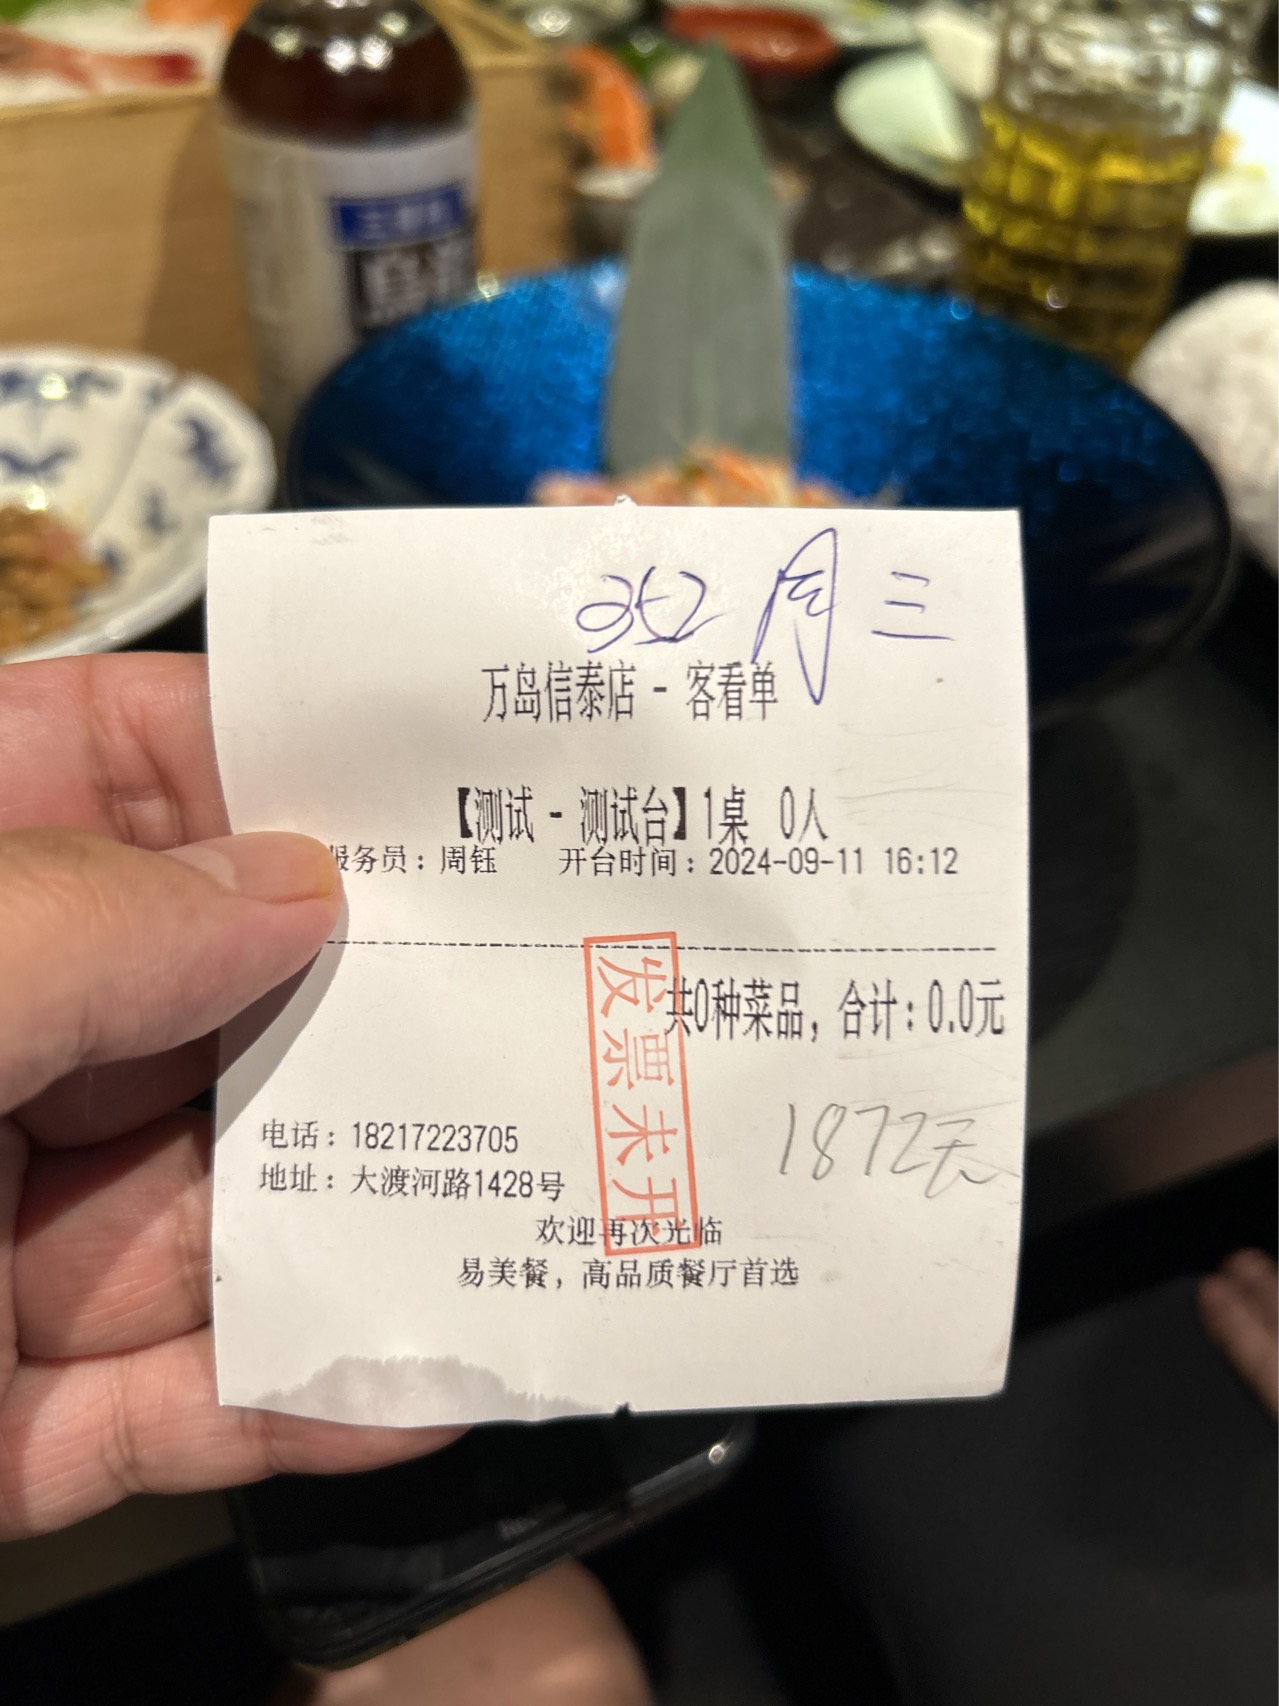 352 周三
万岛信泰店 - 客看单
【测试 - 测试台】1桌 0人
服务员：周钰 开台时间：2024-09-11 16:12
共0种菜品，合计：0.0元
发票未开
1872元
电话：18217223705
地址：大渡河路1428号
欢迎再次光临
易美餐，高品质餐厅首选